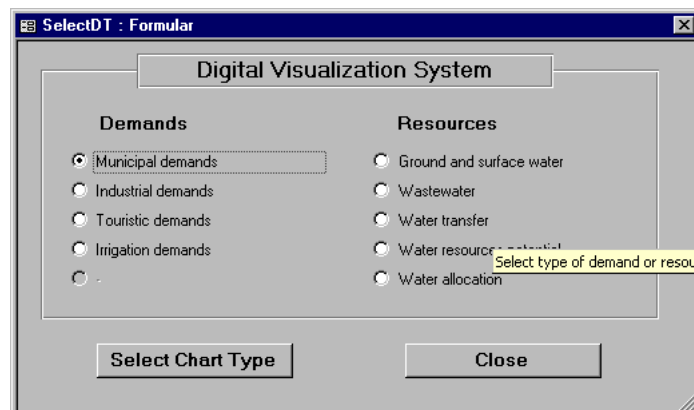 SelectDT : Formular
Digital Visualization System
Demands
Municipal demands
Industrial demands
Touristic demands
Irrigation demands
-
Resources
Ground and surface water
Wastewater
Water transfer
Water resources potential
Select type of demand or resou
Water allocation
Select Chart Type
Close